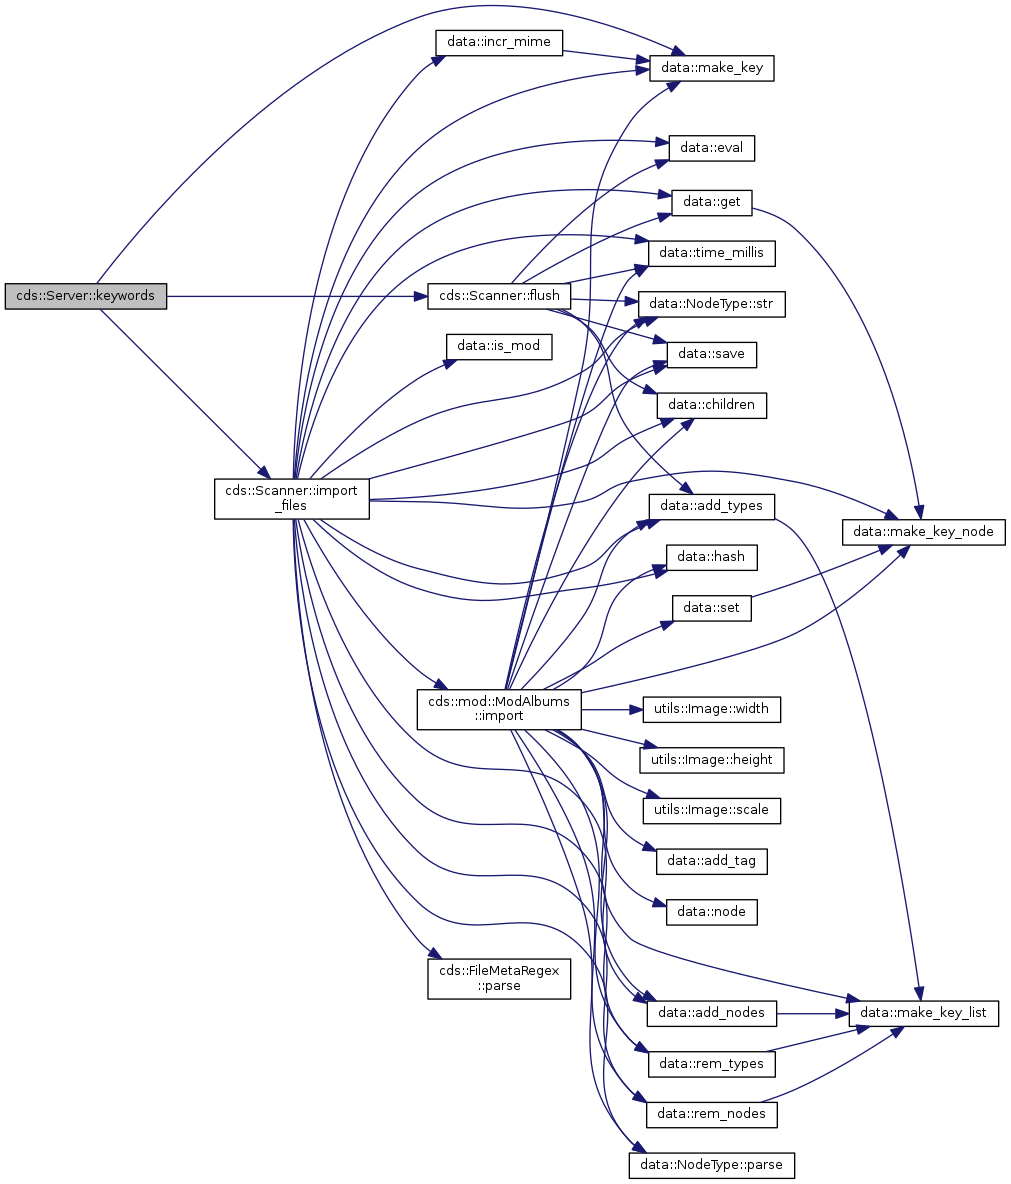 data::incr_mime
data::make_key
data::eval
data::get
data::time_millis
cds::Server::keywords
cds::Scanner::flush
data::NodeType::str
data::is_mod
data::save
data::children
cds::Scanner::import
_files
data::add_types
data::make_key_node
data::hash
data::set
cds::mod::ModAlbums
::import
utils::Image::width
utils::Image::height
utils::Image::scale
data::add_tag
data::node
cds::FileMetaRegex
::parse
data::add_nodes
data::make_key_list
data::rem_types
data::rem_nodes
data::NodeType::parse